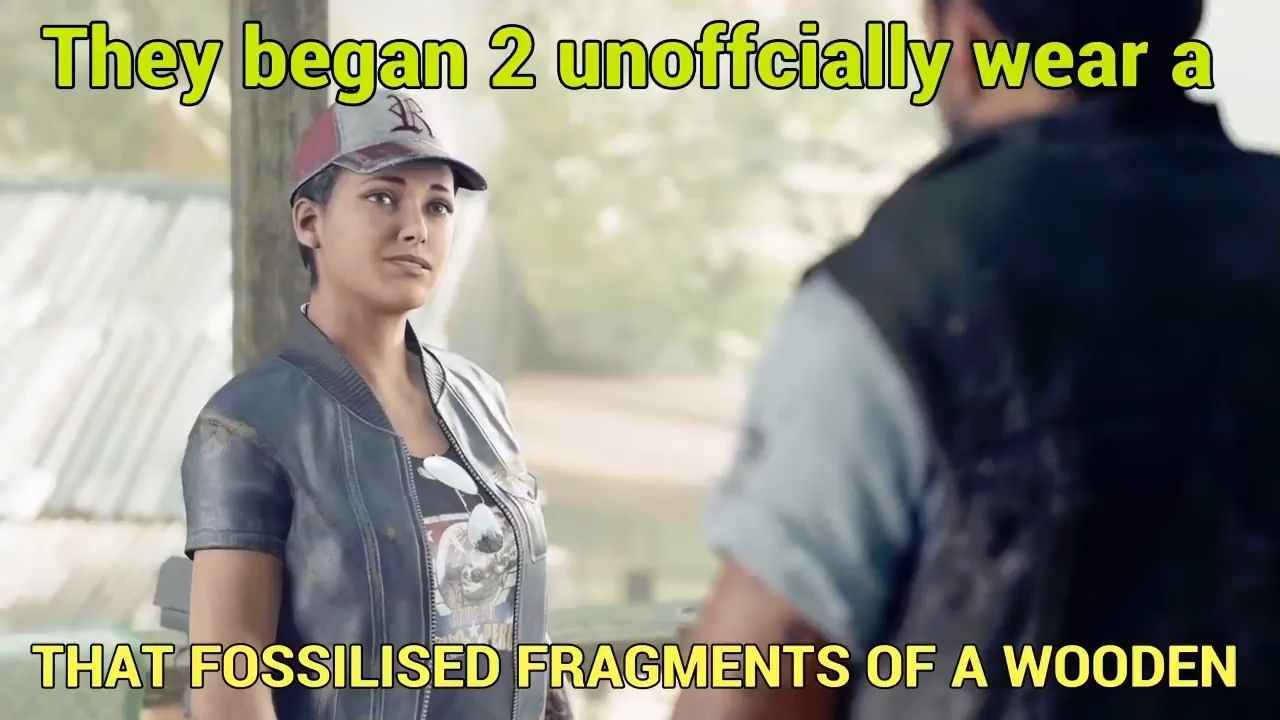 They began 2 unoffcially wear a
R
THAT FOSSILISED FRAGMENTS OF A WOODEN